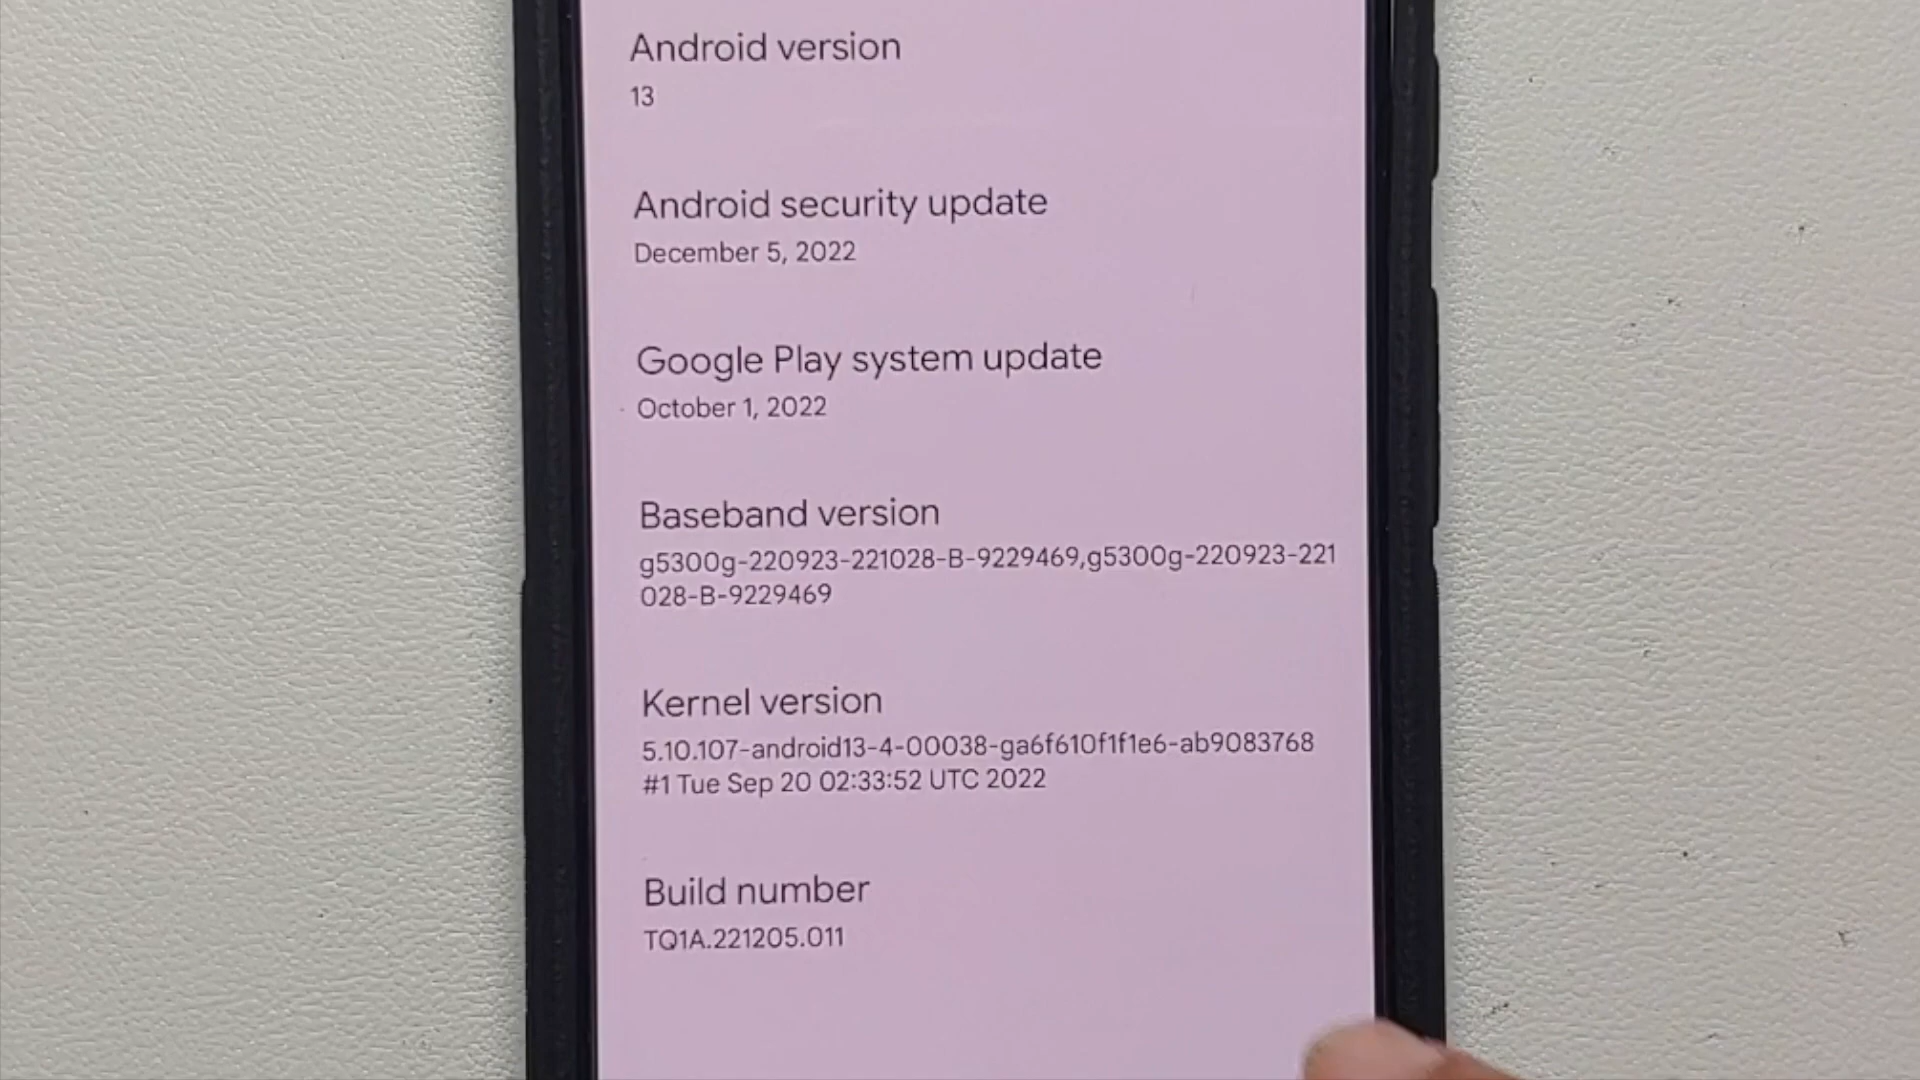 Android version
13
Android security update
December 5, 2022
Google Play system update
October 1, 2022
Baseband version
g5300g-220923-221028-B-9229469,g5300g-220923-221
028-B-9229469
Kernel version
5.10.107-android13-4-00038-ga6f610f1f1e6-ab9083768
#1 Tue Sep 20 02:33:52 UTC 2022
Build number
TQ1A.221205.011